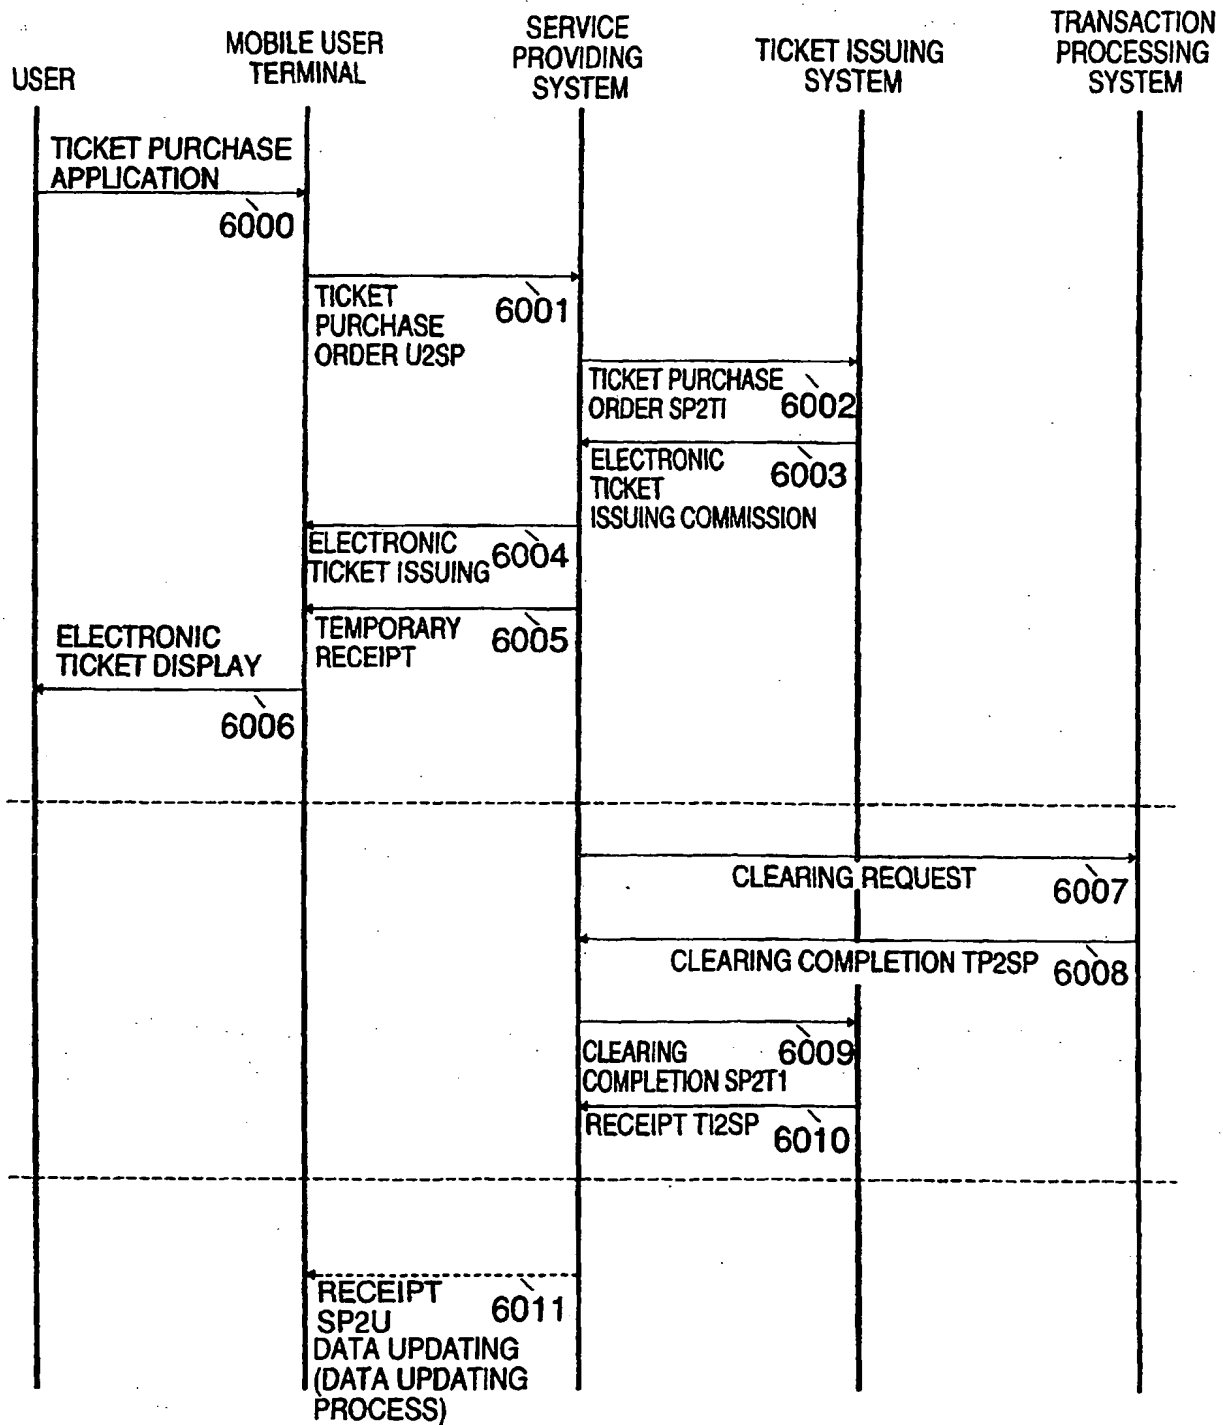 USER
MOBILE USER
TERMINAL
SERVICE
PROVIDING
SYSTEM
TICKET ISSUING
SYSTEM
TRANSACTION
PROCESSING
SYSTEM
TICKET PURCHASE
APPLICATION
6000
TICKET
PURCHASE
ORDER U2SP
6001
TICKET PURCHASE
ORDER SP2TI
6002
ELECTRONIC
TICKET
ISSUING COMMISSION
6003
ELECTRONIC
TICKET ISSUING
6004
TEMPORARY
RECEIPT
6005
ELECTRONIC
TICKET DISPLAY
6006
CLEARING REQUEST
6007
CLEARING COMPLETION TP2SP
6008
CLEARING
COMPLETION SP2T1
6009
RECEIPT TI2SP
6010
RECEIPT
SP2U
DATA UPDATING
(DATA UPDATING
PROCESS)
6011